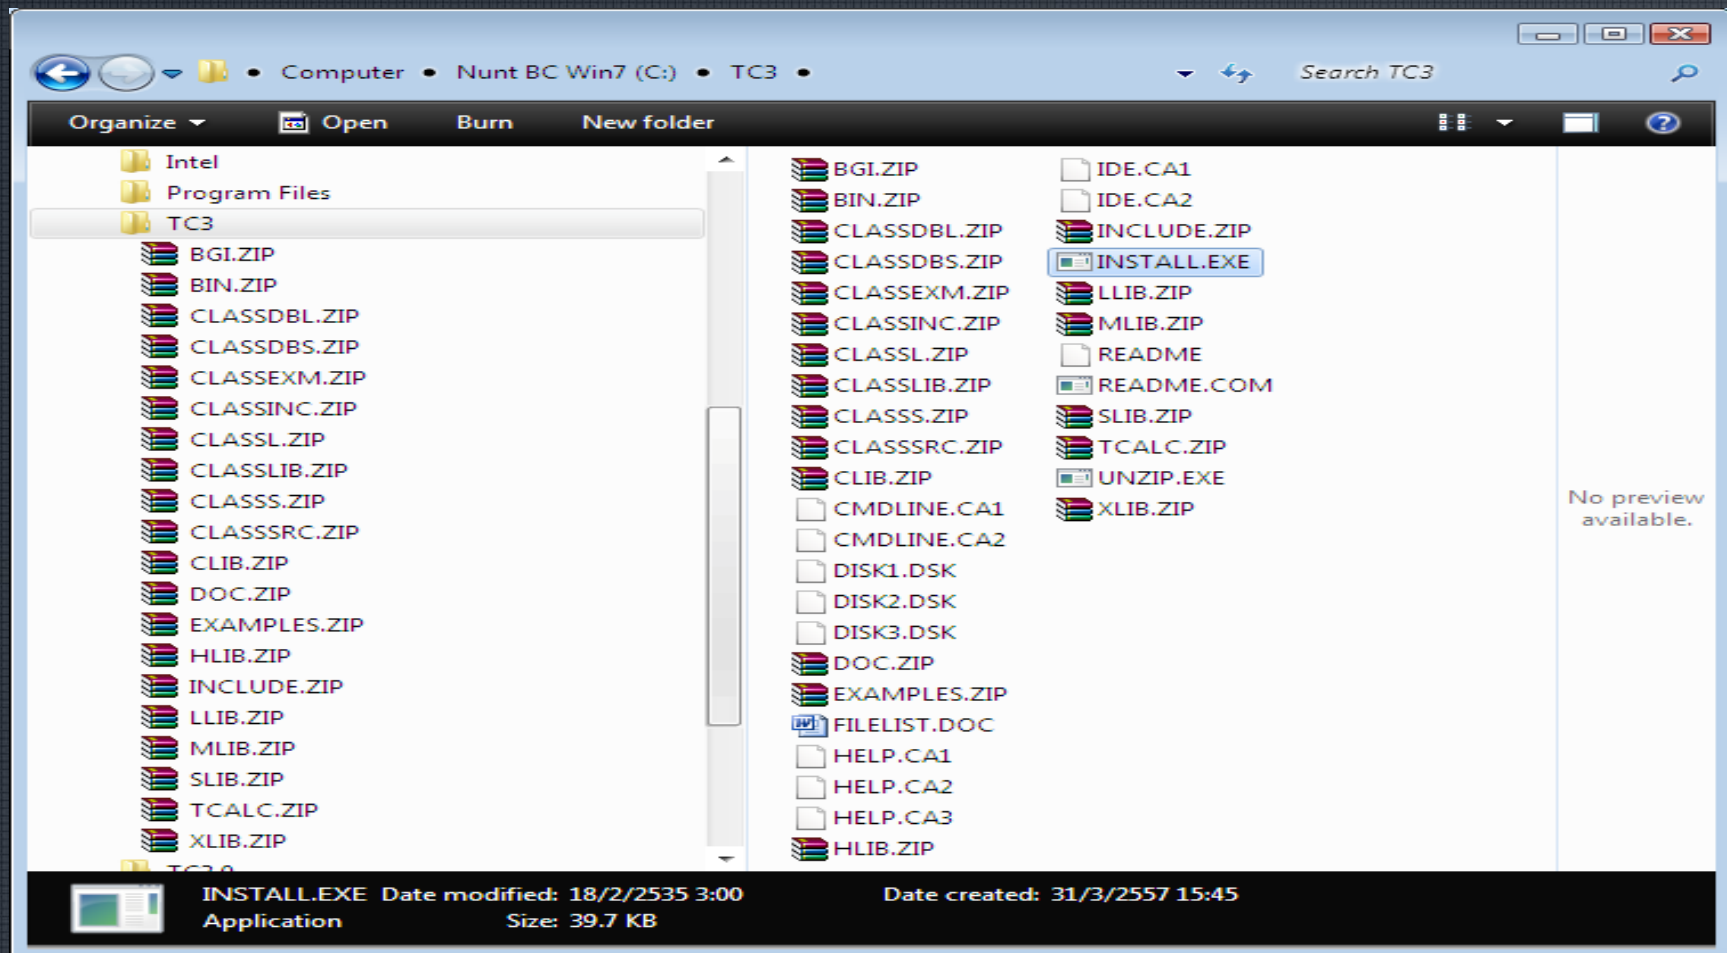 Computer • Nunt BC Win7 (C:) • TC3 •
Search TC3
Organize Open Burn New folder
Intel
Program Files
TC3
BGI.ZIP
BIN.ZIP
CLASSDBL.ZIP
CLASSDBS.ZIP
CLASSEXM.ZIP
CLASSINC.ZIP
CLASSL.ZIP
CLASSLIB.ZIP
CLASSS.ZIP
CLASSSRC.ZIP
CLIB.ZIP
DOC.ZIP
EXAMPLES.ZIP
HLIB.ZIP
INCLUDE.ZIP
LLIB.ZIP
MLIB.ZIP
SLIB.ZIP
TCALC.ZIP
XLIB.ZIP
BGI.ZIP
BIN.ZIP
CLASSDBL.ZIP
CLASSDBS.ZIP
CLASSEXM.ZIP
CLASSINC.ZIP
CLASSL.ZIP
CLASSLIB.ZIP
CLASSS.ZIP
CLASSSRC.ZIP
CLIB.ZIP
CMDLINE.CA1
CMDLINE.CA2
DISK1.DSK
DISK2.DSK
DISK3.DSK
DOC.ZIP
EXAMPLES.ZIP
FILELIST.DOC
HELP.CA1
HELP.CA2
HELP.CA3
HLIB.ZIP
IDE.CA1
IDE.CA2
INCLUDE.ZIP
INSTALL.EXE
LLIB.ZIP
MLIB.ZIP
README
README.COM
SLIB.ZIP
TCALC.ZIP
UNZIP.EXE
XLIB.ZIP
No preview
available.
INSTALL.EXE Date modified: 18/2/2535 3:00 Date created: 31/3/2557 15:45
Application Size: 39.7 KB